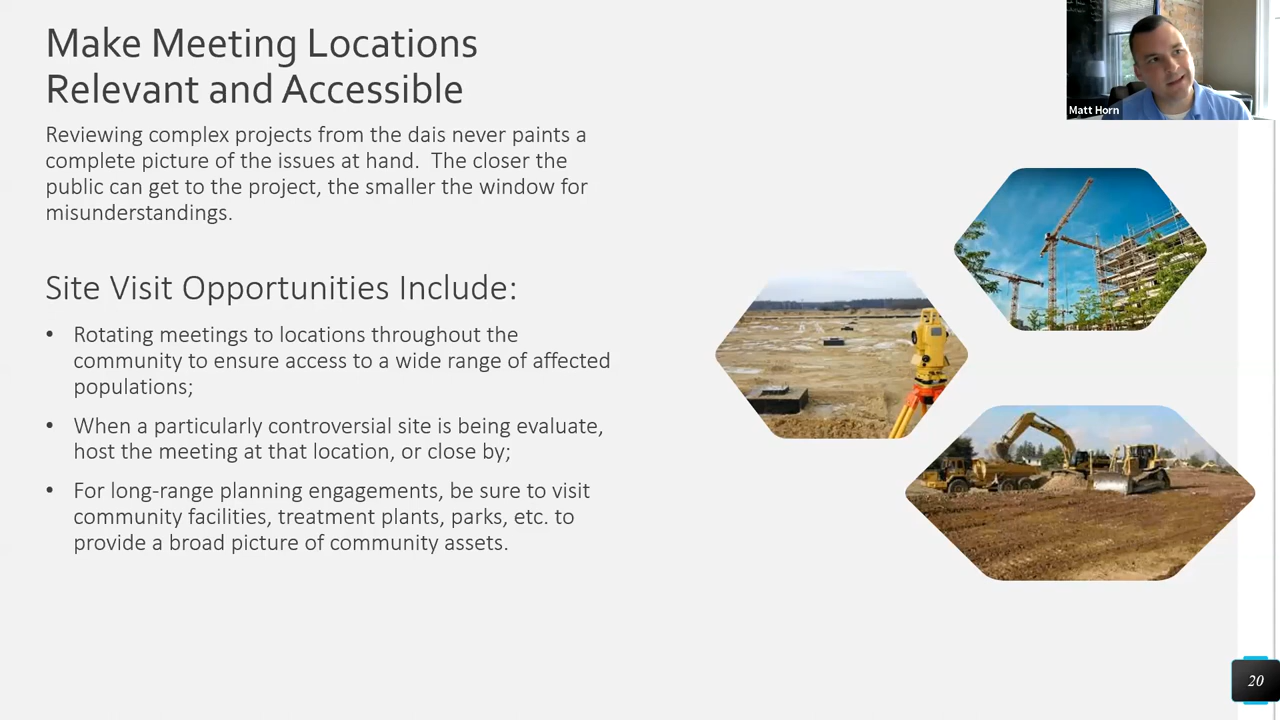 Make Meeting Locations
Relevant and Accessible
Reviewing complex projects from the dais never paints a
complete picture of the issues at hand.  The closer the
public can get to the project, the smaller the window for
misunderstandings.
Site Visit Opportunities Include:
• Rotating meetings to locations throughout the
community to ensure access to a wide range of affected
populations;
• When a particularly controversial site is being evaluate,
host the meeting at that location, or close by;
• For long-range planning engagements, be sure to visit
community facilities, treatment plants, parks, etc. to
provide a broad picture of community assets.
Matt Horn
20